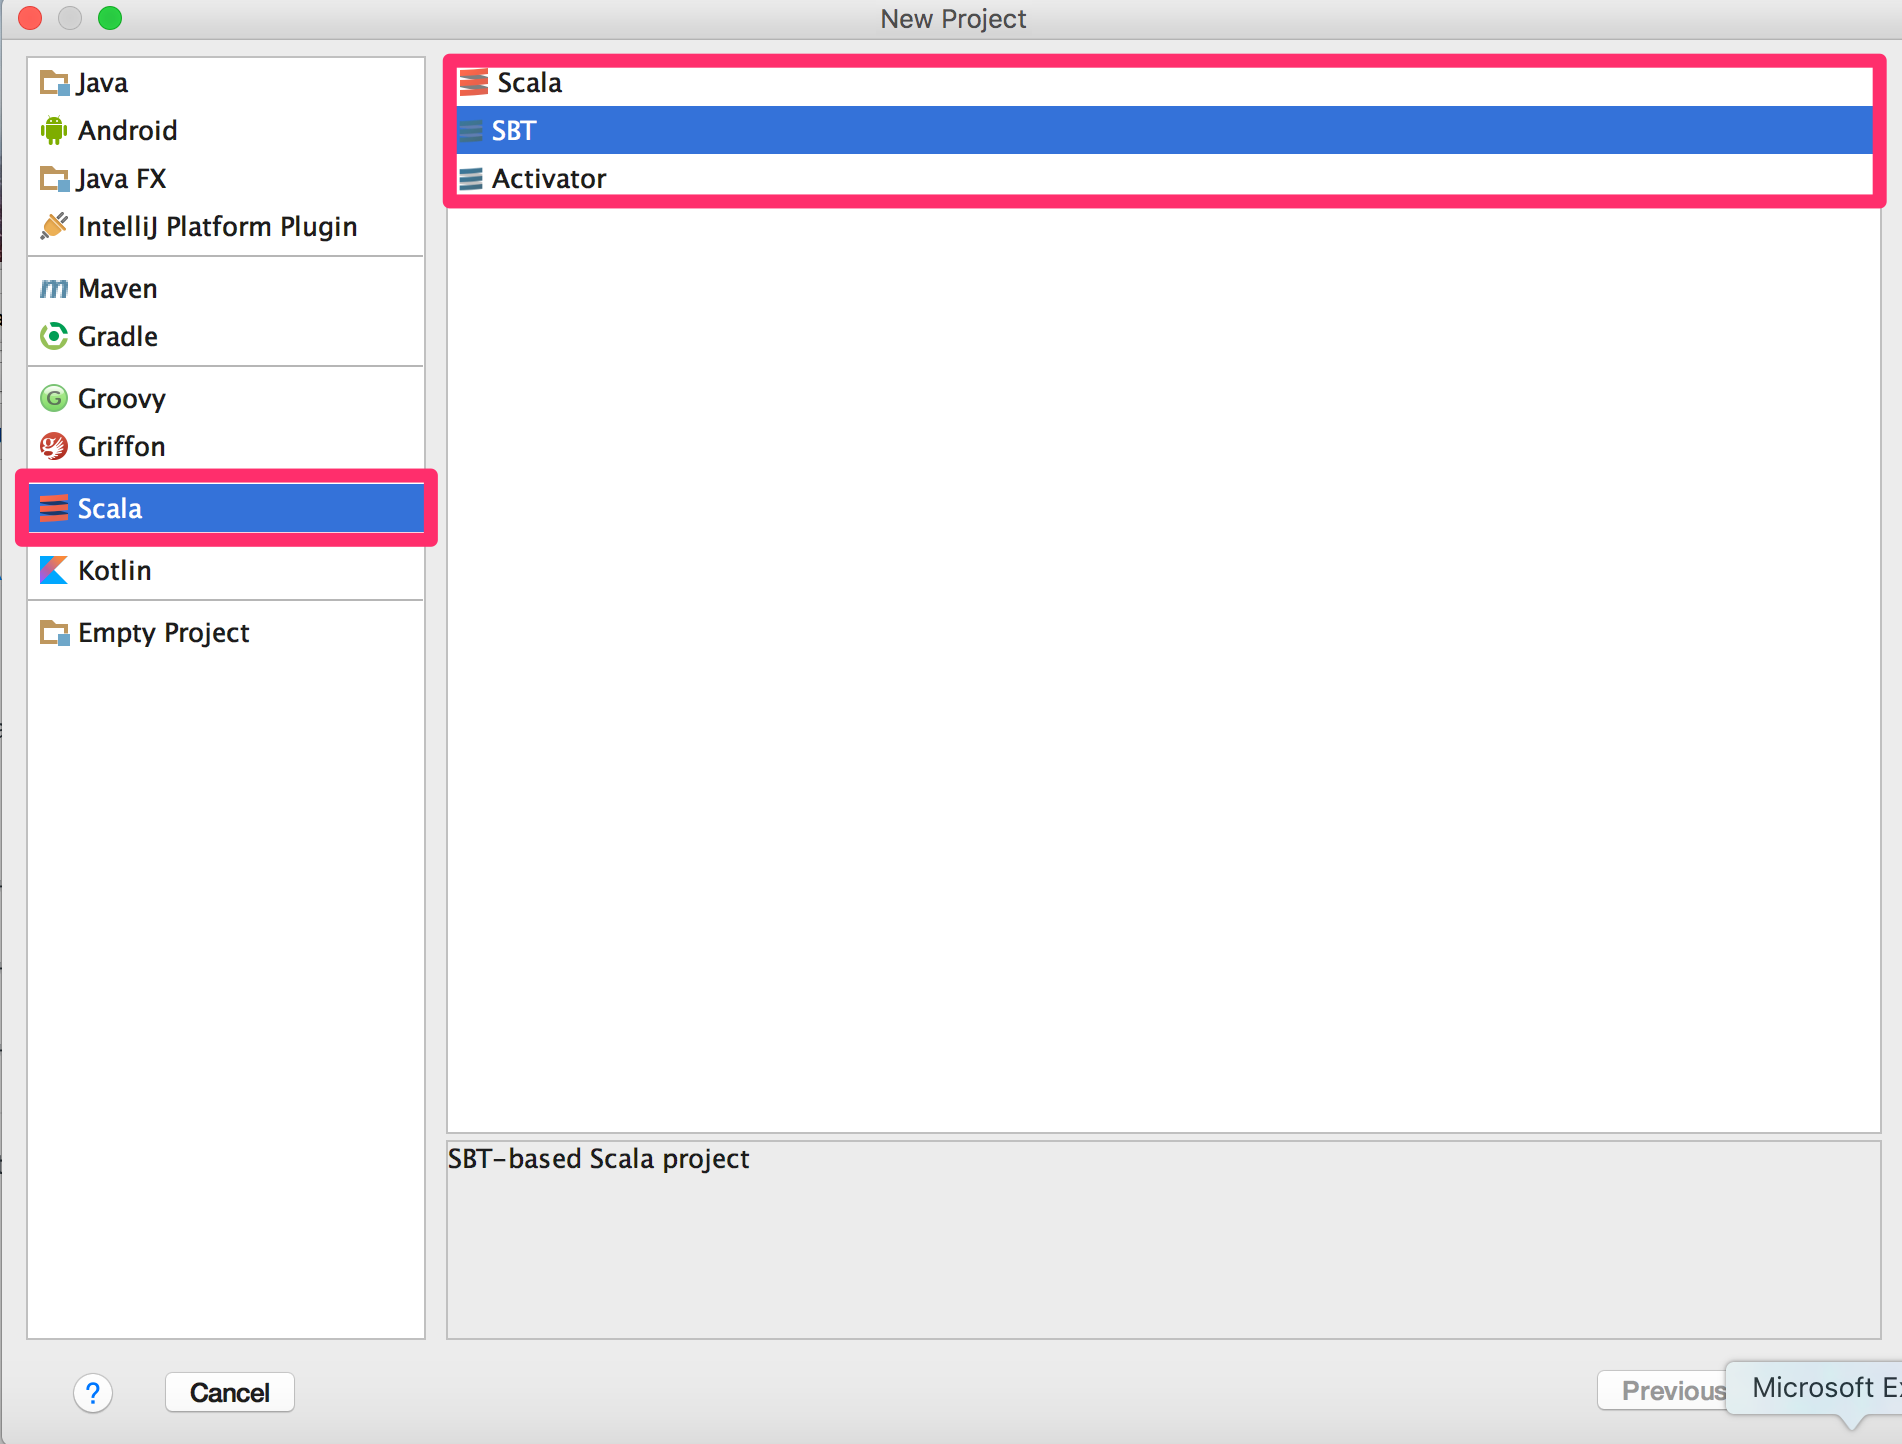 New Project
Java
Android
Java FX
IntelliJ Platform Plugin
Maven
Gradle
Groovy
Griffon
Scala
Kotlin
Empty Project
Scala
SBT
Activator
SBT-based Scala project
?
Cancel
Previous
Microsoft